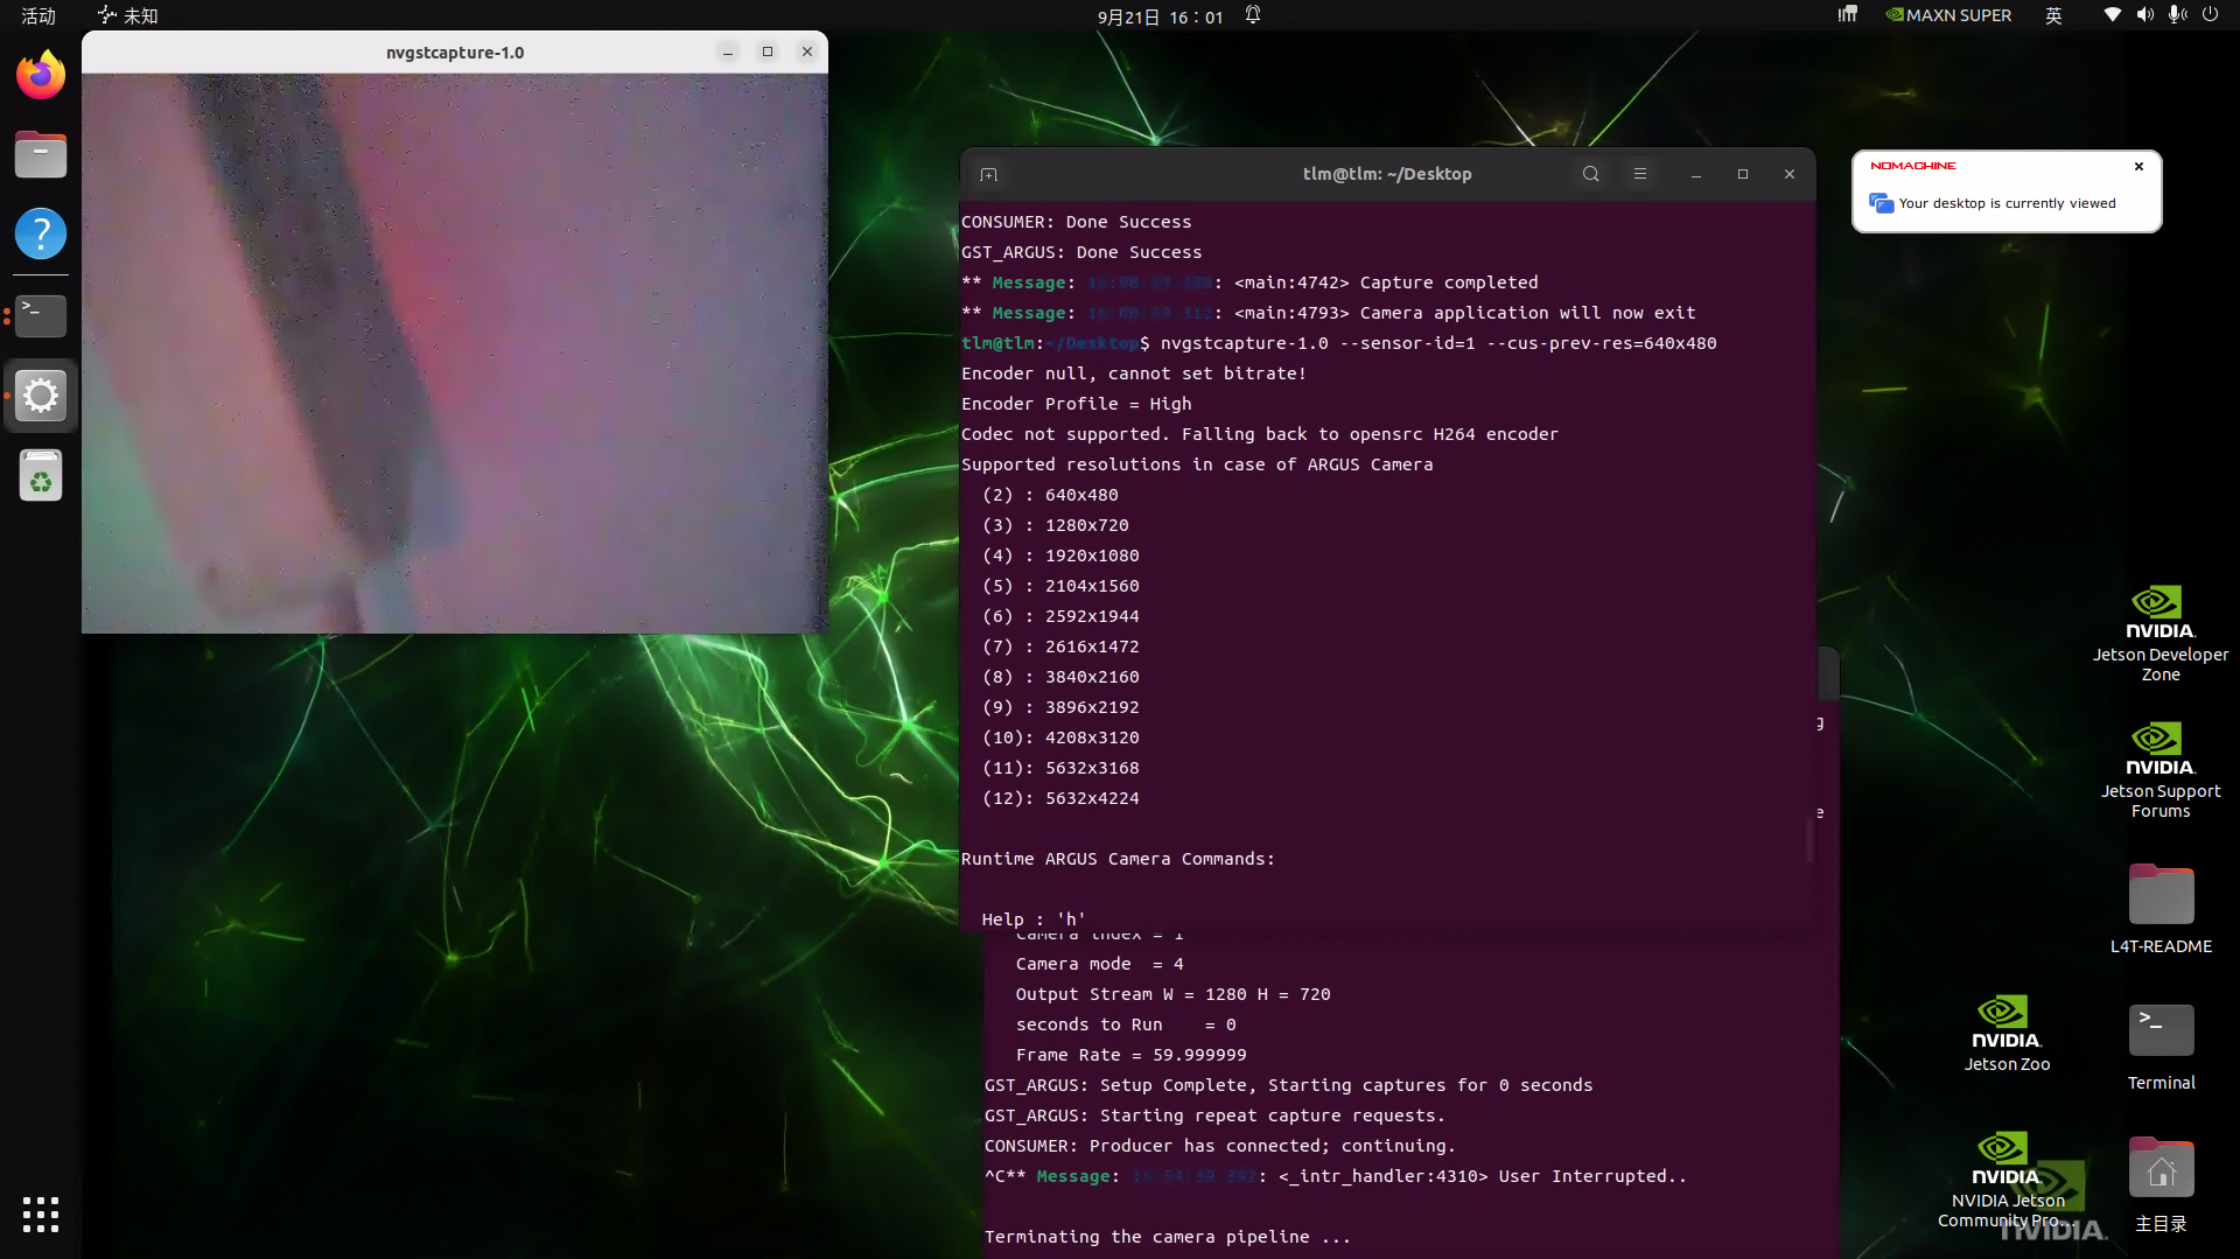 活动
未知
9月21日 16：01
MAXN SUPER
英
nvgstcapture-1.0
tlm@tlm: ~/Desktop
CONSUMER: Done Success
GST_ARGUS: Done Success
** Message: : <main:4742> Capture completed
** Message: : <main:4793> Camera application will now exit
tlm@tlm:~/Desktop$ nvgstcapture-1.0 --sensor-id=1 --cus-prev-res=640x480
Encoder null, cannot set bitrate!
Encoder Profile = High
Codec not supported. Falling back to opensrc H264 encoder
Supported resolutions in case of ARGUS Camera
(2) : 640x480
(3) : 1280x720
(4) : 1920x1080
(5) : 2104x1560
(6) : 2592x1944
(7) : 2616x1472
(8) : 3840x2160
(9) : 3896x2192
(10): 4208x3120
(11): 5632x3168
(12): 5632x4224
Runtime ARGUS Camera Commands:
Help : 'h'
Camera index = 1
Camera mode = 4
Output Stream W = 1280 H = 720
seconds to Run = 0
Frame Rate = 59.999999
GST_ARGUS: Setup Complete, Starting captures for 0 seconds
GST_ARGUS: Starting repeat capture requests.
CONSUMER: Producer has connected; continuing.
^C** Message: : <_intr_handler:4310> User Interrupted..
Terminating the camera pipeline ...
g
e
NOMACHINE
Your desktop is currently viewed
NVIDIA.
Jetson Developer
Zone
NVIDIA.
Jetson Support
Forums
L4T-README
NVIDIA.
Jetson Zoo
>_
Terminal
NVIDIA.
NVIDIA Jetson
Community Pro...
NVIDIA.
主目录